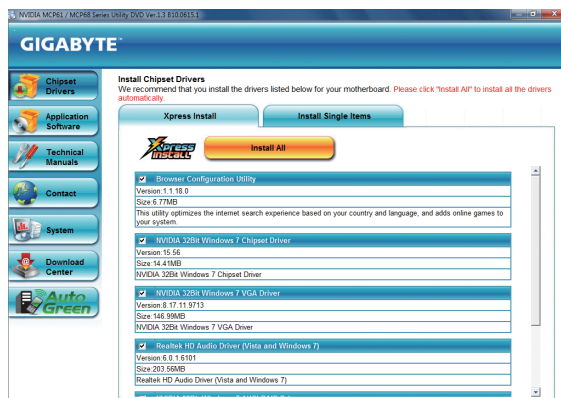 NVIDIA MCP61 / MCP68 Series Utility DVD Ver.1.3 B10.0615.1
GIGABYTE™
Chipset
Drivers
Application
Software
Technical
Manuals
Contact
System
Download
Center
Auto
Green
Install Chipset Drivers
We recommend that you install the drivers listed below for your motherboard. Please click "Install All" to install all the drivers
automatically.
Xpress Install
Install Single Items
Xpress
Install
Install All
Browser Configuration Utility
Version:1.1.18.0
Size:6.77MB
This utility optimizes the internet search experience based on your country and language, and adds online games to
your system.
NVIDIA 32Bit Windows 7 Chipset Driver
Version:15.56
Size:14.41MB
NVIDIA 32Bit Windows 7 Chipset Driver
NVIDIA 32Bit Windows 7 VGA Driver
Version:8.17.11.9713
Size:146.99MB
NVIDIA 32Bit Windows 7 VGA Driver
Realtek HD Audio Driver (Vista and Windows 7)
Version:6.0.1.6101
Size:203.56MB
Realtek HD Audio Driver (Vista and Windows 7)